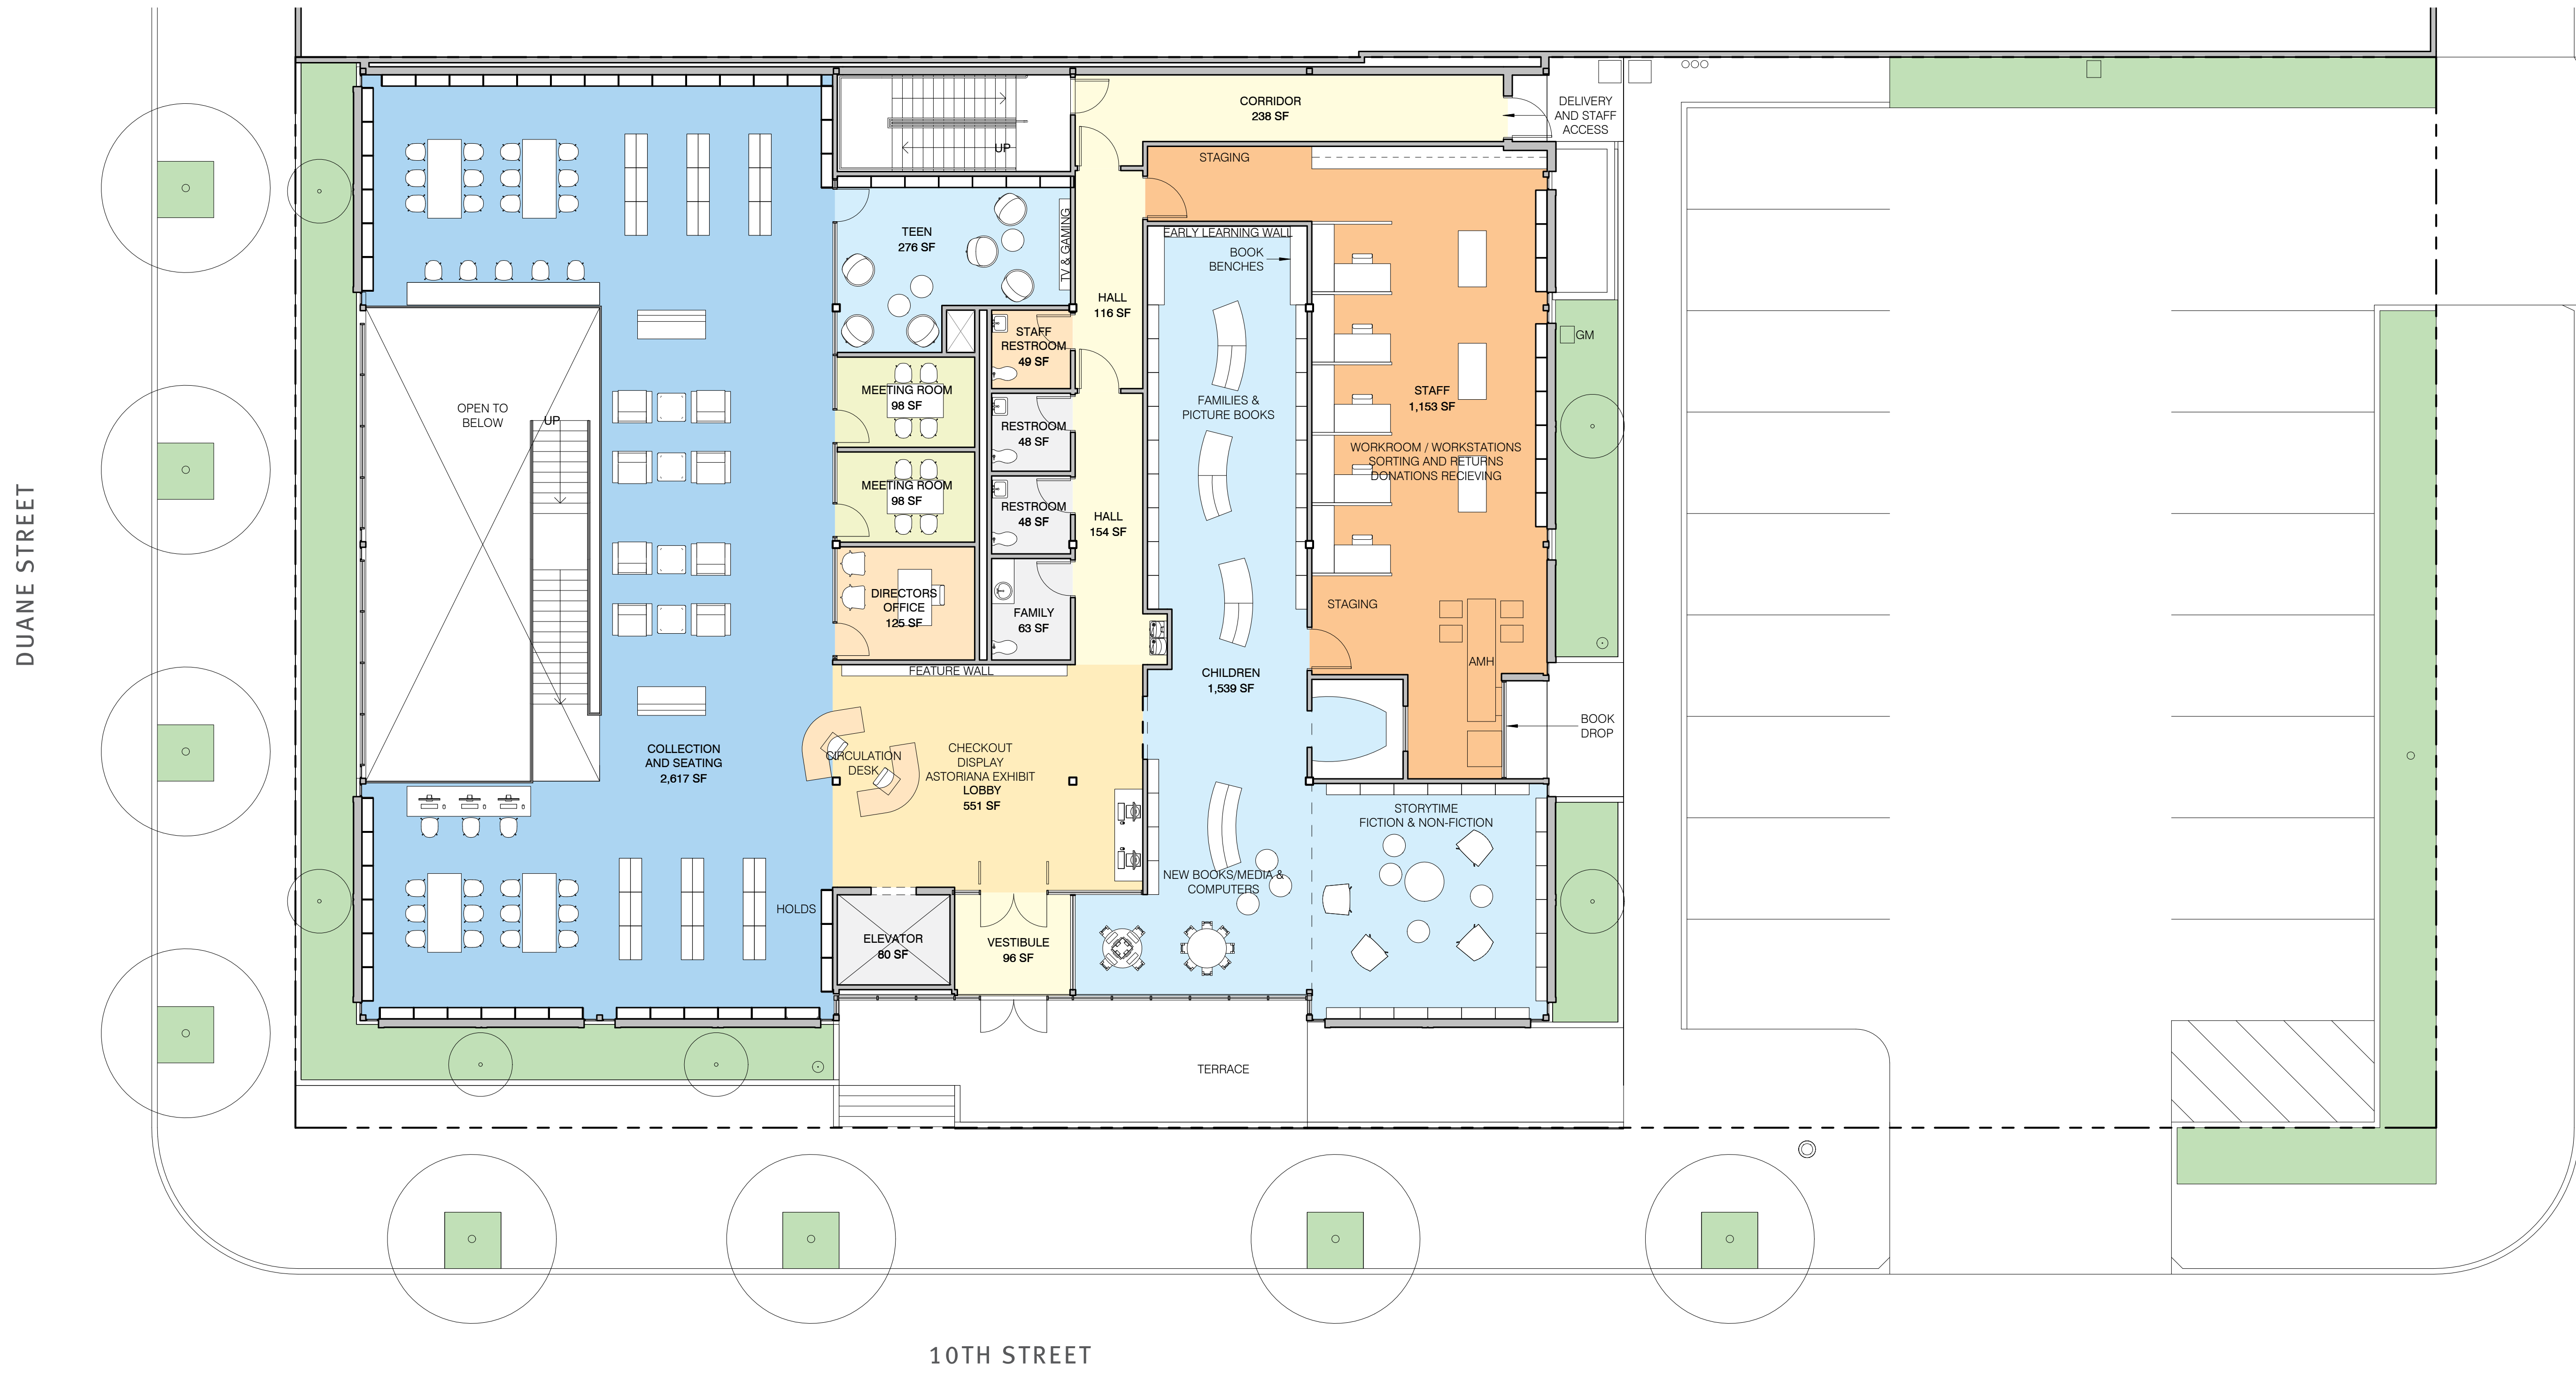 CORRIDOR
238 SF
DELIVERY
AND STAFF
ACCESS
UP
STAGING
TEEN
276 SF
TV & GAMING
EARLY LEARNING WALL
BOOK
BENCHES
HALL
116 SF
STAFF
RESTROOM
49 SF
GM
MEETING ROOM
98 SF
FAMILIES &
PICTURE BOOKS
STAFF
1,153 SF
OPEN TO
BELOW
UP
RESTROOM
48 SF
WORKROOM / WORKSTATIONS
SORTING AND RETURNS
DONATIONS RECIEVING
MEETING ROOM
98 SF
RESTROOM
48 SF
HALL
154 SF
DUANE STREET
DIRECTORS
OFFICE
125 SF
FAMILY
63 SF
STAGING
FEATURE WALL
CHILDREN
1,539 SF
AMH
BOOK
DROP
COLLECTION
AND SEATING
2,617 SF
CIRCULATION
DESK
CHECKOUT
DISPLAY
ASTORIANA EXHIBIT
LOBBY
551 SF
STORYTIME
FICTION & NON-FICTION
NEW BOOKS/MEDIA &
COMPUTERS
HOLDS
ELEVATOR
80 SF
VESTIBULE
96 SF
TERRACE
10TH STREET